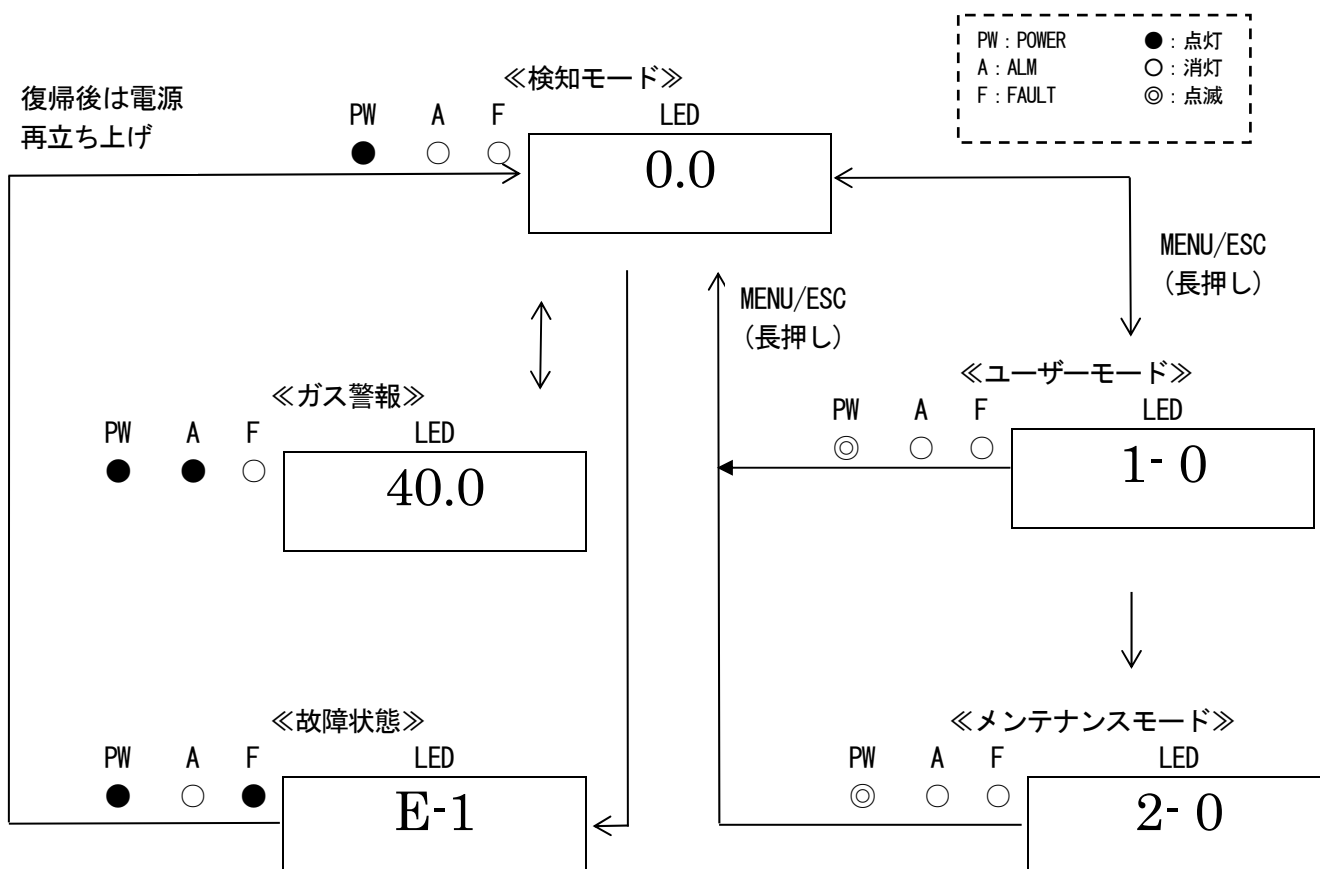 PW：POWER ●：点灯
A：ALM ○：消灯
F：FAULT ◎：点滅
復帰後は電源
再立ち上げ
≪検知モード≫
PW A F LED
● ○ ○
0.0
MENU/ESC
（長押し）
MENU/ESC
（長押し）
≪ガス警報≫
PW A F LED
● ● ○
40.0
≪ユーザーモード≫
PW A F LED
◎ ○ ○
1- 0
≪故障状態≫
PW A F LED
● ○ ●
E-1
≪メンテナンスモード≫
PW A F LED
◎ ○ ○
2- 0